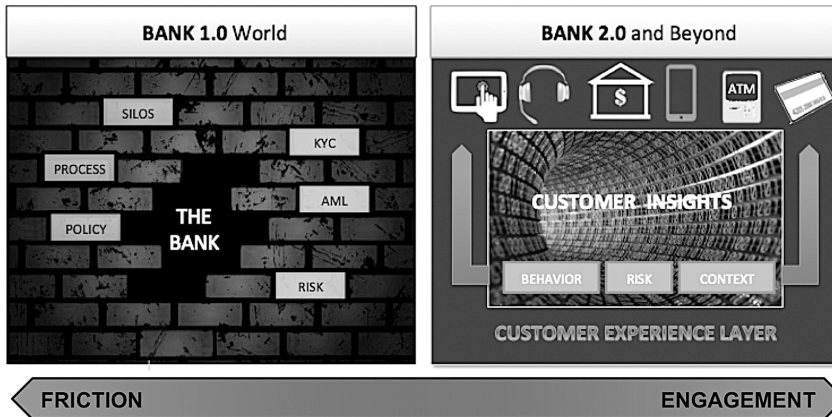 BANK 1.0 World
SILOS
KYC
PROCESS
AML
THE
BANK
POLICY
RISK
BANK 2.0 and Beyond
$
ATM
CUSTOMER INSIGHTS
BEHAVIOR
RISK
CONTEXT
CUSTOMER EXPERIENCE LAYER
FRICTION
ENGAGEMENT